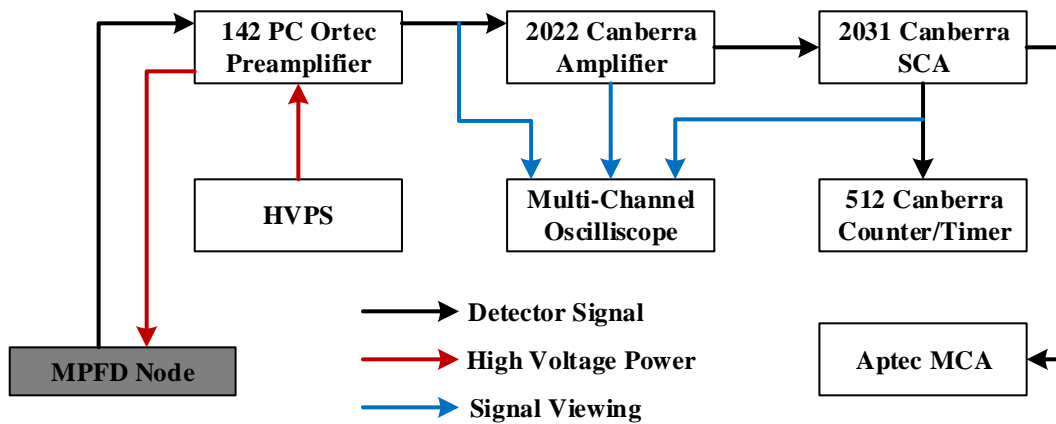 142 PC Ortec
Preamplifier
2022 Canberra
Amplifier
2031 Canberra
SCA
HVPS
Multi-Channel
Oscilliscope
512 Canberra
Counter/Timer
Detector Signal
MPFD Node
High Voltage Power
Aptec MCA
Signal Viewing